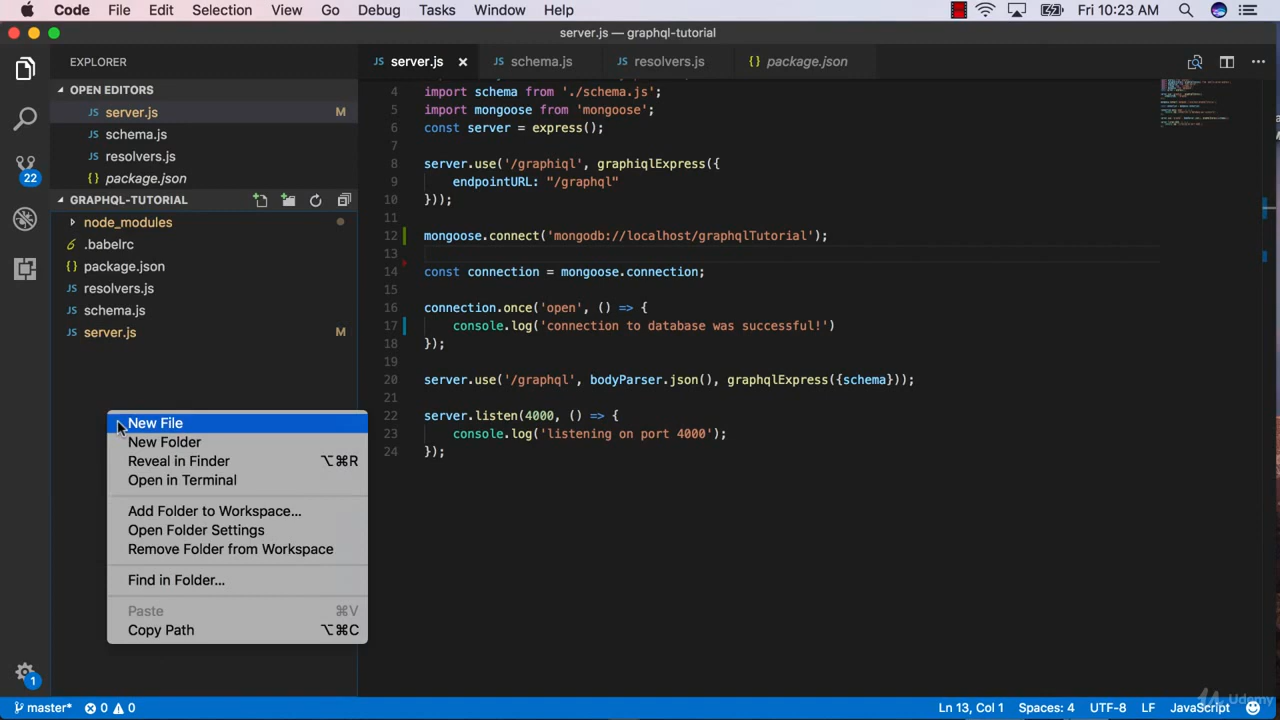 Code File Edit Selection View Go Debug Tasks Window Help Fri 10:23 AM
server.js — graphql-tutorial
EXPLORER
server.js schema.js resolvers.js package.json
OPEN EDITORS
server.js M
schema.js
resolvers.js
package.json
GRAPHQL-TUTORIAL
node_modules
.babelrc
package.json
resolvers.js
schema.js
server.js M
22
1
4 import schema from './schema.js';
5 import mongoose from 'mongoose';
6 const server = express();
7
8 server.use('/graphiql', graphiqlExpress({
9 endpointURL: "/graphql"
10 }));
11
12 mongoose.connect('mongodb://localhost/graphqlTutorial');
13
14 const connection = mongoose.connection;
15
16 connection.once('open', () => {
17 console.log('connection to database was successful!')
18 });
19
20 server.use('/graphql', bodyParser.json(), graphqlExpress({schema}));
21
22 server.listen(4000, () => {
23 console.log('listening on port 4000');
24 });
New File
New Folder
Reveal in Finder ⌥⌘R
Open in Terminal
Add Folder to Workspace...
Open Folder Settings
Remove Folder from Workspace
Find in Folder...
Paste ⌘V
Copy Path ⌥⌘C
master* 0 0 Ln 13, Col 1 Spaces: 4 UTF-8 LF JavaScript
Udemy